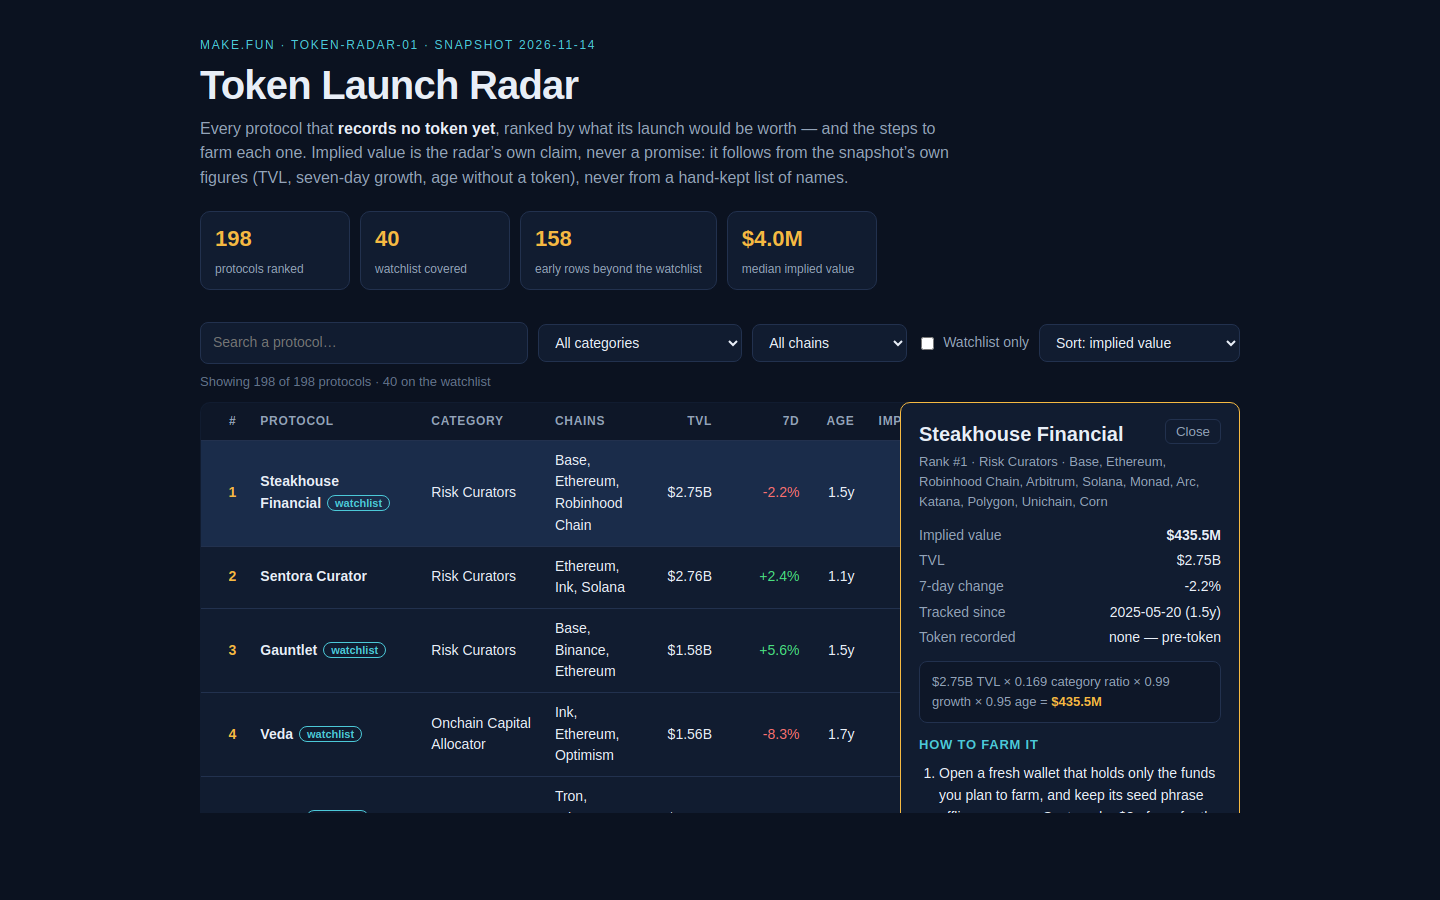 MAKE.FUN · TOKEN-RADAR-01 · SNAPSHOT 2026-11-14
Token Launch Radar
Every protocol that records no token yet, ranked by what its launch would be worth — and the steps to
farm each one. Implied value is the radar’s own claim, never a promise: it follows from the snapshot’s own
figures (TVL, seven-day growth, age without a token), never from a hand-kept list of names.
198
protocols ranked
40
watchlist covered
158
early rows beyond the watchlist
$4.0M
median implied value
Search a protocol…
All categories
All chains
Watchlist only
Sort: implied value
Showing 198 of 198 protocols · 40 on the watchlist
# PROTOCOL CATEGORY CHAINS TVL 7D AGE IMP
1 Steakhouse Financial watchlist Risk Curators Base, Ethereum, Robinhood Chain $2.75B -2.2% 1.5y
2 Sentora Curator Risk Curators Ethereum, Ink, Solana $2.76B +2.4% 1.1y
3 Gauntlet watchlist Risk Curators Base, Binance, Ethereum $1.58B +5.6% 1.5y
4 Veda watchlist Onchain Capital Allocator Ink, Ethereum, Optimism $1.56B -8.3% 1.7y
Tron,
Steakhouse Financial
Close
Rank #1 · Risk Curators · Base, Ethereum,
Robinhood Chain, Arbitrum, Solana, Monad, Arc,
Katana, Polygon, Unichain, Corn
Implied value $435.5M
TVL $2.75B
7-day change -2.2%
Tracked since 2025-05-20 (1.5y)
Token recorded none — pre-token
$2.75B TVL × 0.169 category ratio × 0.99
growth × 0.95 age = $435.5M
HOW TO FARM IT
1. Open a fresh wallet that holds only the funds
you plan to farm, and keep its seed phrase